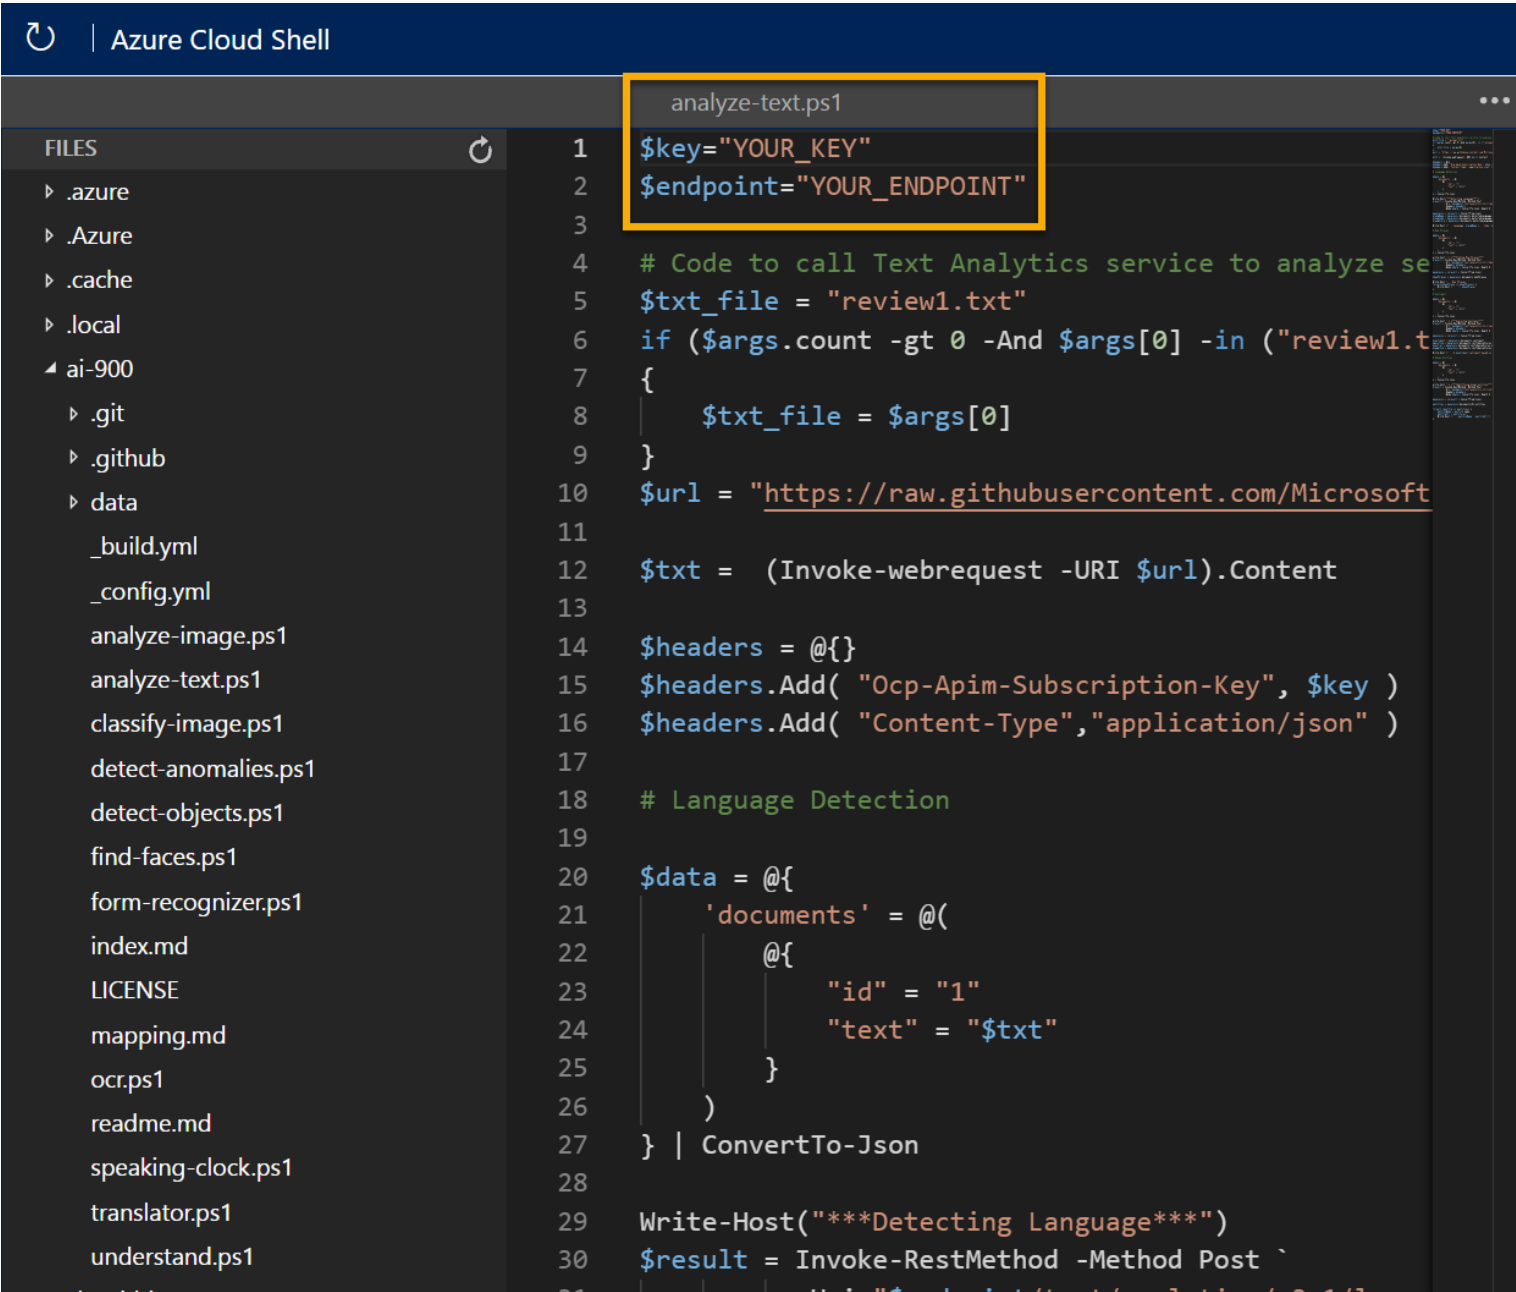 Azure Cloud Shell
analyze-text.ps1
FILES
.azure
.Azure
.cache
.local
ai-900
.git
.github
data
_build.yml
_config.yml
analyze-image.ps1
analyze-text.ps1
classify-image.ps1
detect-anomalies.ps1
detect-objects.ps1
find-faces.ps1
form-recognizer.ps1
index.md
LICENSE
mapping.md
ocr.ps1
readme.md
speaking-clock.ps1
translator.ps1
understand.ps1
1 $key="YOUR_KEY"
2 $endpoint="YOUR_ENDPOINT"
3
4 # Code to call Text Analytics service to analyze se
5 $txt_file = "review1.txt"
6 if ($args.count -gt 0 -And $args[0] -in ("review1.t
7 {
8 $txt_file = $args[0]
9 }
10 $url = "https://raw.githubusercontent.com/Microsoft
11
12 $txt =  (Invoke-webrequest -URI $url).Content
13
14 $headers = @{}
15 $headers.Add( "Ocp-Apim-Subscription-Key", $key )
16 $headers.Add( "Content-Type","application/json" )
17
18 # Language Detection
19
20 $data = @{
21 'documents' = @(
22 @{
23 "id" = "1"
24 "text" = "$txt"
25 }
26 )
27 } | ConvertTo-Json
28
29 Write-Host("***Detecting Language***")
30 $result = Invoke-RestMethod -Method Post `